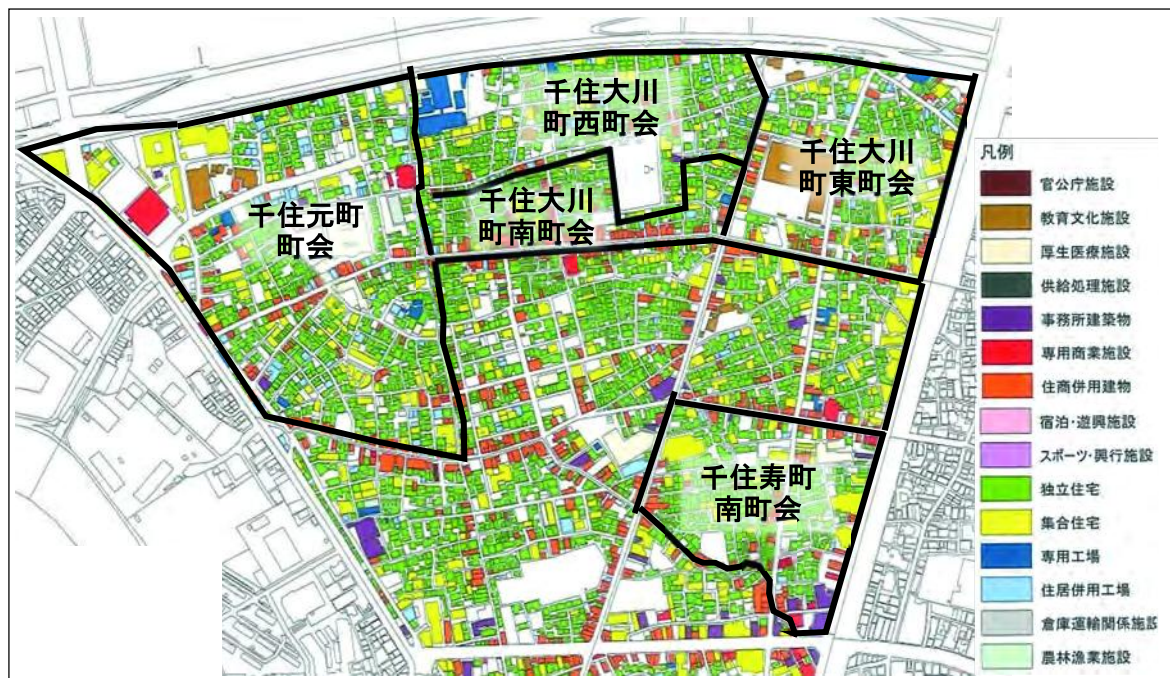 千住大川
町西町会
千住大川
町東町会
千住大川
町南町会
千住元町
町会
千住寿町
南町会
凡例
官公庁施設
教育文化施設
厚生医療施設
供給処理施設
事務所建築物
専用商業施設
住商併用建物
宿泊・遊興施設
スポーツ・興行施設
独立住宅
集合住宅
専用工場
住居併用工場
倉庫運輸関係施設
農林漁業施設